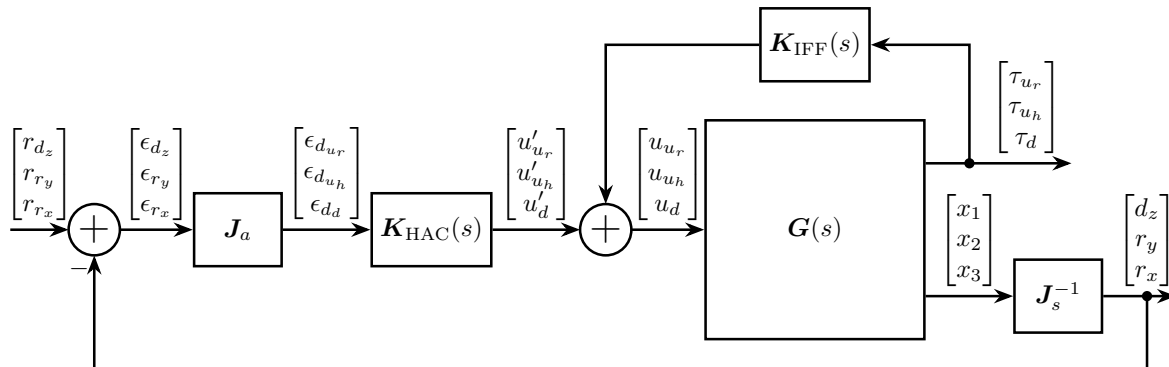 K_IFF(s)
[τ_{u_r}
τ_{u_h}
τ_d]
[r_{d_z}
r_{r_y}
r_{r_x}]
[ϵ_{d_z}
ϵ_{r_y}
ϵ_{r_x}]
[ϵ_{d_{u_r}}
ϵ_{d_{u_h}}
ϵ_{d_d}]
[u′_{u_r}
u′_{u_h}
u′_d]
[u_{u_r}
u_{u_h}
u_d]
+
−
J_a
K_HAC(s)
+
G(s)
[x_1
x_2
x_3]
J_s^{−1}
[d_z
r_y
r_x]